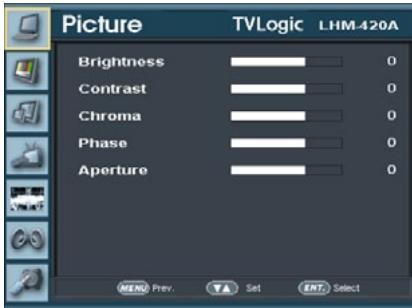 Picture TVLogic LHM-420A
Brightness 0
Contrast 0
Chroma 0
Phase 0
Aperture 0
MENU Prev. ▼▲ Set ENT. Select